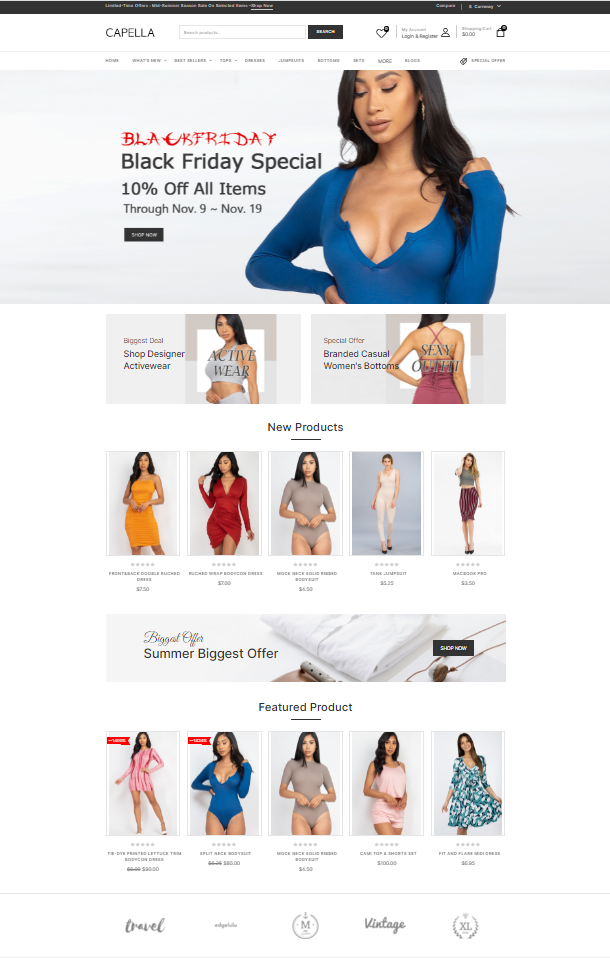 Limited-Time Offers : Mid-Summer Season Sale On Selected Items -Shop Now
Compare
$ Currency
CAPELLA
Search products...
SEARCH
My Account
Login & Register
Shopping Cart
$0.00
HOME
WHAT'S NEW
BEST SELLERS
TOPS
DRESSES
JUMPSUITS
BOTTOMS
SETS
MORE
BLOGS
SPECIAL OFFER
BLACKFRIDAY
Black Friday Special
10% Off All Items
Through Nov. 9 ~ Nov. 19
SHOP NOW
Biggest Deal
Shop Designer
Activewear
ACTIVE
WEAR
Special Offer
Branded Casual
Women's Bottoms
SEXY
OUTFIT
New Products
FRONT&BACK DOUBLE RUCHED
DRESS
$7.50
RUCHED WRAP BODYCON DRESS
$7.00
MOCK NECK SOLID RIBBED
BODYSUIT
$4.50
TANK JUMPSUIT
$5.25
MACBOOK PRO
$3.50
Biggest Offer
Summer Biggest Offer
SHOP NOW
Featured Product
TIE-DYE PRINTED LETTUCE TRIM
BODYCON DRESS
$80.00
SPLIT NECK BODYSUIT
$80.00
MOCK NECK SOLID RIBBED
BODYSUIT
$4.50
CAMI TOP & SHORTS SET
$100.00
FIT AND FLARE MIDI DRESS
$6.85
travel
edgelulu
M
Vintage
XL